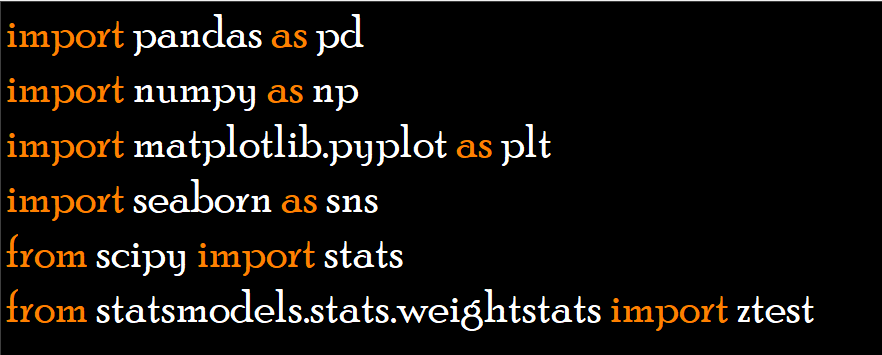 import pandas as pd
import numpy as np
import matplotlib.pyplot as plt
import seaborn as sns
from scipy import stats
from statsmodels.stats.weightstats import ztest